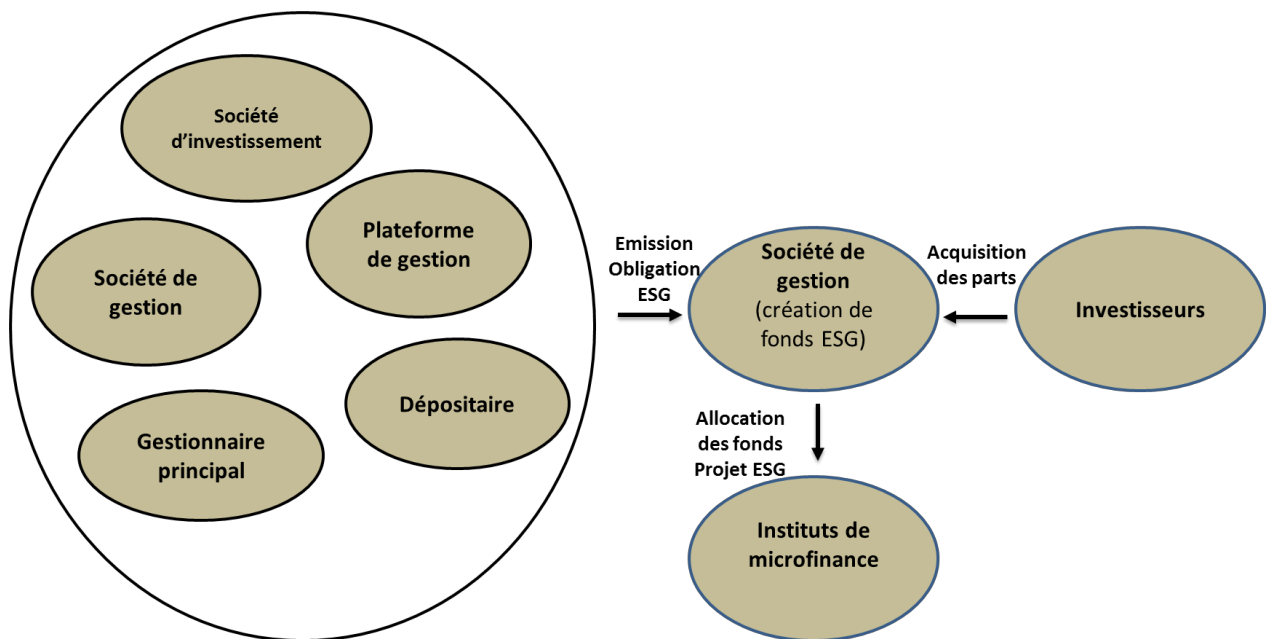 Société
d'investissement
Plateforme
de gestion
Société de
gestion
Dépositaire
Gestionnaire
principal
Emission
Obligation
ESG
Société de
gestion
(création de
fonds ESG)
Acquisition
des parts
Investisseurs
Allocation
des fonds
Projet ESG
Instituts de
microfinance